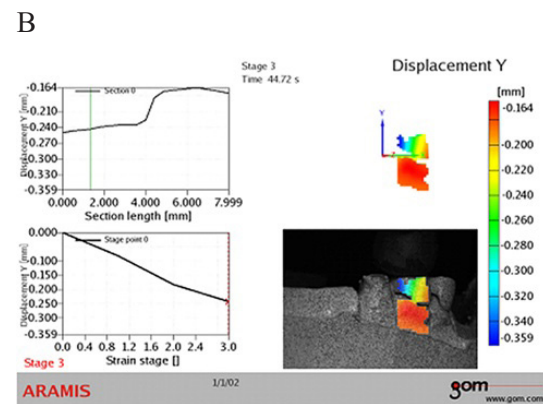 B
Stage 3
Time 44.72 s
Displacement Y
[mm]
-0.164
-0.200
-0.220
-0.240
-0.260
-0.280
-0.300
-0.320
-0.340
-0.359
Y
Displacement Y [mm]
-0.164
-0.210
-0.240
-0.270
-0.300
-0.330
-0.359
Section 0
0.000 2.000 4.000 6.000 7.999
Section length [mm]
Displacement Y [mm]
0.000
-0.100
-0.150
-0.200
-0.250
-0.300
-0.359
Stage point 0
0.0 0.4 0.8 1.2 1.6 2.0 2.4 3.0
Strain stage []
Stage 3
ARAMIS
1/1/02
gom
www.gom.com